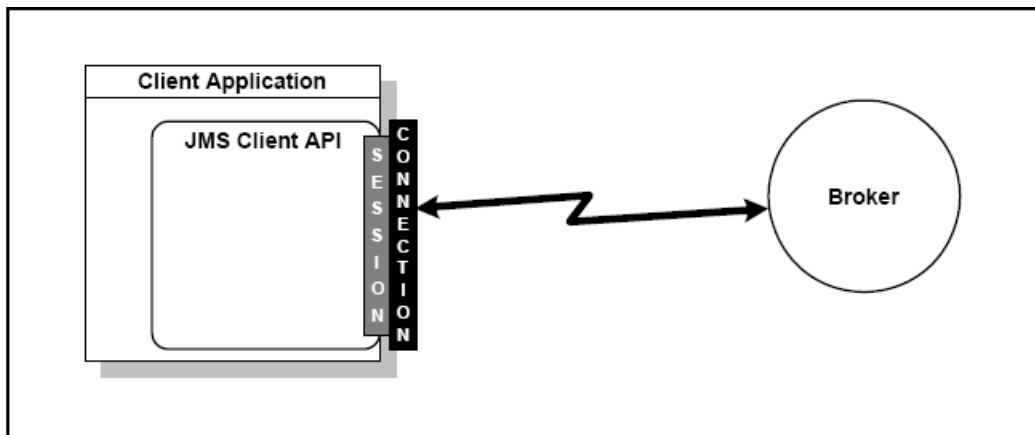 Client Application
JMS Client API
SESSION
CONNECTION
Broker